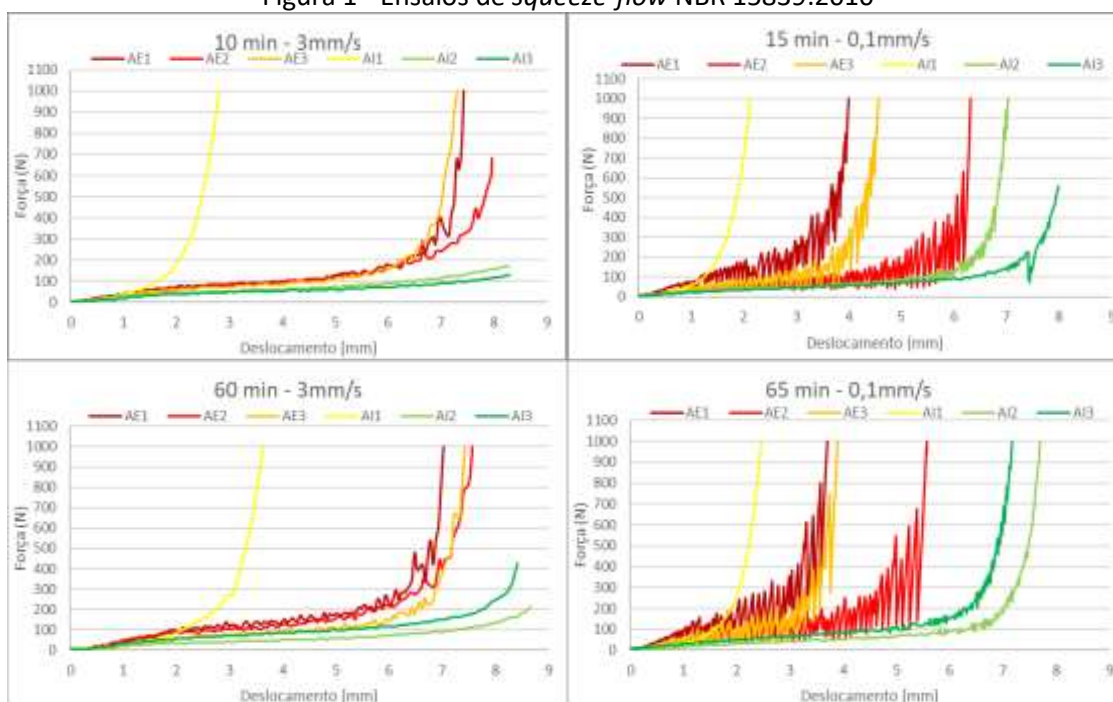 Figura 1 - Ensaios de squeeze-flow NBR 15839:2010
10 min - 3mm/s
AE1 AE2 AE3 AI1 AI2 AI3
1100
1000
900
800
700
600
500
400
300
200
100
0
Força (N)
0 1 2 3 4 5 6 7 8 9
Deslocamento [mm]
15 min - 0,1mm/s
AE1 AE2 AE3 AI1 AI2 AI3
1100
1000
900
800
700
600
500
400
300
200
100
0
Força (N)
0 1 2 3 4 5 6 7 8 9
Deslocamento [mm]
60 min - 3mm/s
AE1 AE2 AE3 AI1 AI2 AI3
1100
1000
900
800
700
600
500
400
300
200
100
0
Força (N)
0 1 2 3 4 5 6 7 8 9
Deslocamento [mm]
65 min - 0,1mm/s
AE1 AE2 AE3 AI1 AI2 AI3
1100
1000
900
800
700
600
500
400
300
200
100
0
Força (N)
0 1 2 3 4 5 6 7 8 9
Deslocamento [mm]